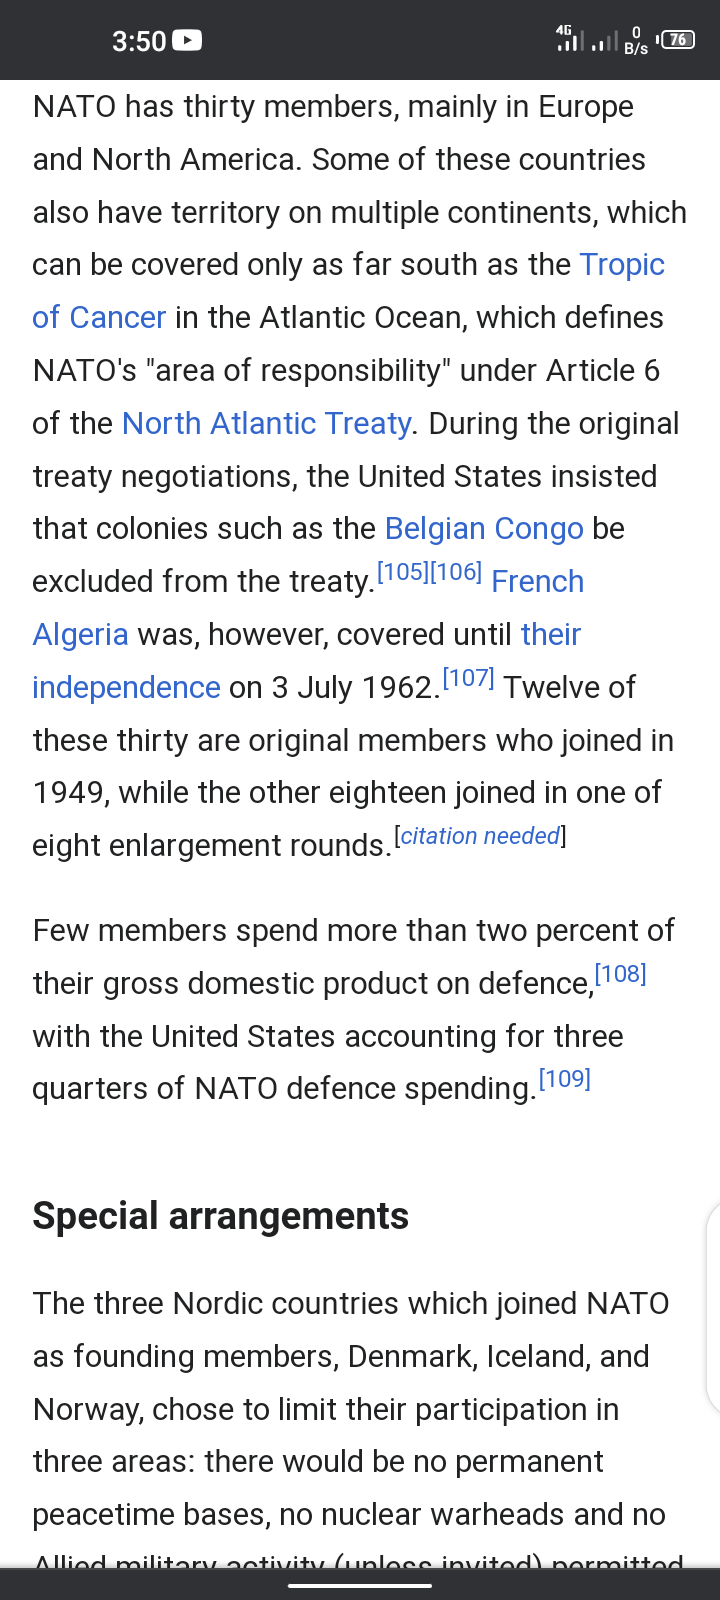 3:50
4G
0
B/s
76
NATO has thirty members, mainly in Europe
and North America. Some of these countries
also have territory on multiple continents, which
can be covered only as far south as the Tropic
of Cancer in the Atlantic Ocean, which defines
NATO's "area of responsibility" under Article 6
of the North Atlantic Treaty. During the original
treaty negotiations, the United States insisted
that colonies such as the Belgian Congo be
excluded from the treaty.[105][106] French
Algeria was, however, covered until their
independence on 3 July 1962.[107] Twelve of
these thirty are original members who joined in
1949, while the other eighteen joined in one of
eight enlargement rounds.[citation needed]
Few members spend more than two percent of
their gross domestic product on defence,[108]
with the United States accounting for three
quarters of NATO defence spending.[109]
Special arrangements
The three Nordic countries which joined NATO
as founding members, Denmark, Iceland, and
Norway, chose to limit their participation in
three areas: there would be no permanent
peacetime bases, no nuclear warheads and no
Allied military activity (unless invited) permitted